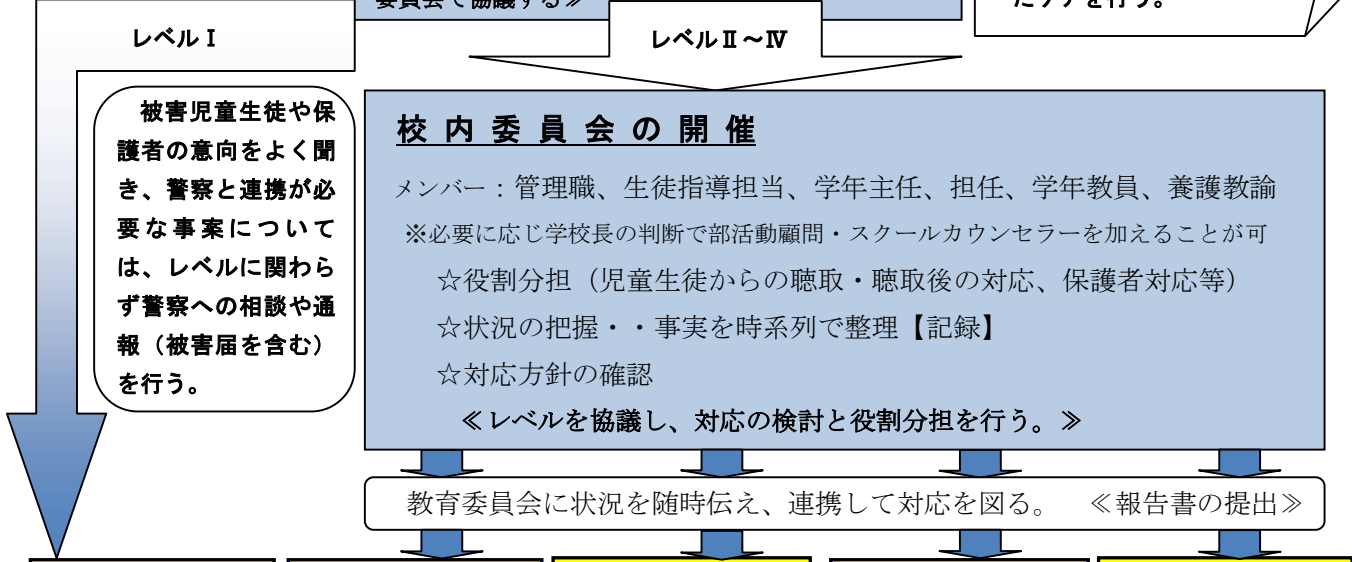 委員会で協議する≫
たケアを行う。
レベルⅠ
レベルⅡ～Ⅳ
被害児童生徒や保
護者の意向をよく聞
き、警察と連携が必
要な事案について
は、レベルに関わら
ず警察への相談や通
報（被害届を含む）
を行う。
校内委員会の開催
メンバー：管理職、生徒指導担当、学年主任、担任、学年教員、養護教諭
※必要に応じ学校長の判断で部活動顧問・スクールカウンセラーを加えることが可
☆役割分担（児童生徒からの聴取・聴取後の対応、保護者対応等）
☆状況の把握・・事実を時系列で整理【記録】
☆対応方針の確認
≪レベルを協議し、対応の検討と役割分担を行う。≫
教育委員会に状況を随時伝え、連携して対応を図る。　≪報告書の提出≫